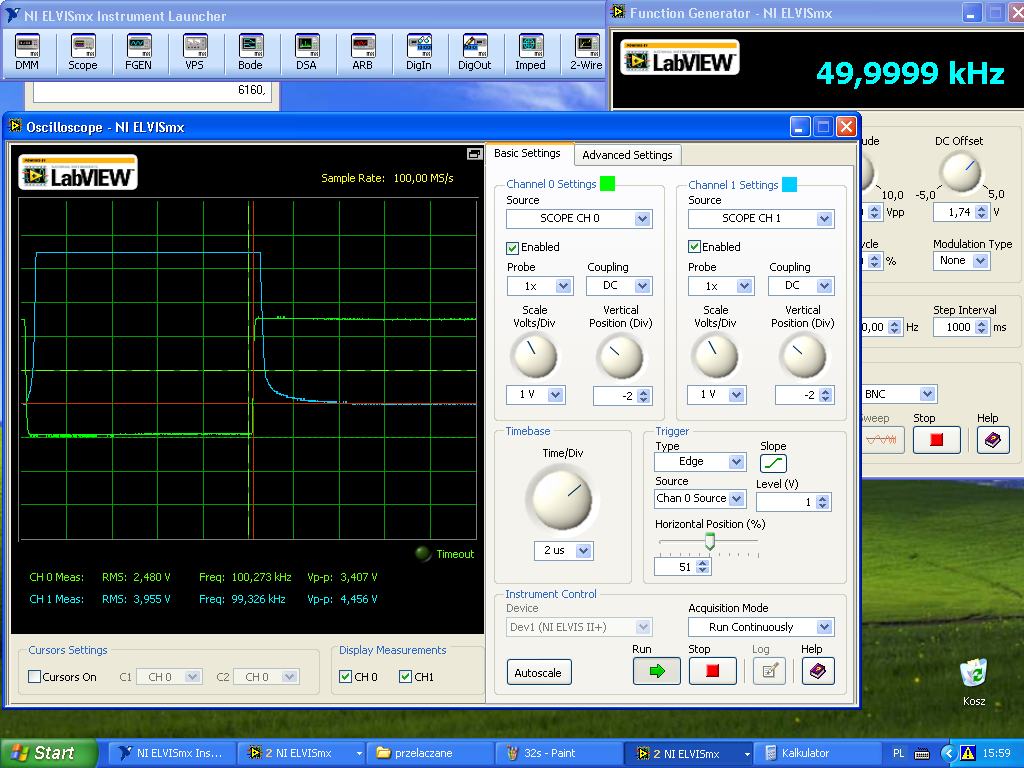 NI ELVISmx Instrument Launcher
DMM Scope FGEN VPS Bode DSA ARB DigIn DigOut Imped 2-Wire
6160,
Function Generator - NI ELVISmx
POWERED BY
LabVIEW
49,9999 kHz
DC Offset
10,0 -5,0 5,0
Vpp 1,74 V
Modulation Type
% None
Step Interval
0,00 Hz 1000 ms
BNC
Stop Help
Oscilloscope - NI ELVISmx
POWERED BY
LabVIEW
Sample Rate: 100,00 MS/s
Timeout
CH 0 Meas: RMS: 2,480 V Freq: 100,273 kHz Vp-p: 3,407 V
CH 1 Meas: RMS: 3,955 V Freq: 99,326 kHz Vp-p: 4,456 V
Cursors Settings
Cursors On C1 CH 0 C2 CH 0
Display Measurements
CH 0 CH1
Basic Settings Advanced Settings
Channel 0 Settings
Source
SCOPE CH 0
Enabled
Probe Coupling
1x DC
Scale Volts/Div
Vertical Position (Div)
1 V -2
Channel 1 Settings
Source
SCOPE CH 1
Enabled
Probe Coupling
1x DC
Scale Volts/Div
Vertical Position (Div)
1 V -2
Timebase
Time/Div
2 us
Trigger
Type Slope
Edge
Source Level (V)
Chan 0 Source 1
Horizontal Position (%)
51
Instrument Control
Device Acquisition Mode
Dev1 (NI ELVIS II+) Run Continuously
Run Stop Log Help
Autoscale
Kosz
Start
NI ELVISmx Ins...
2 NI ELVISmx
przelaczane
32s - Paint
2 NI ELVISmx
Kalkulator
PL
15:59